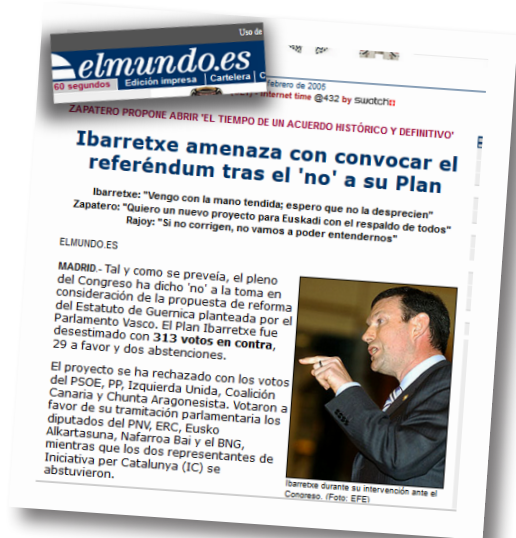 Uso de
elmundo.es
60 segundos | Edición impresa | Cartelera | C
febrero de 2005
internet time @432 by swatch
ZAPATERO PROPONE ABRIR 'EL TIEMPO DE UN ACUERDO HISTÓRICO Y DEFINITIVO'
Ibarretxe amenaza con convocar el
referéndum tras el 'no' a su Plan
Ibarretxe: "Vengo con la mano tendida; espero que no la desprecien"
Zapatero: "Quiero un nuevo proyecto para Euskadi con el respaldo de todos"
Rajoy: "Si no corrigen, no vamos a poder entendernos"
ELMUNDO.ES
MADRID.- Tal y como se preveía, el pleno
del Congreso ha dicho 'no' a la toma en
consideración de la propuesta de reforma
del Estatuto de Guernica planteada por el
Parlamento Vasco. El Plan Ibarretxe fue
desestimado con 313 votos en contra,
29 a favor y dos abstenciones.
El proyecto se ha rechazado con los votos
del PSOE, PP, Izquierda Unida, Coalición
Canaria y Chunta Aragonesista. Votaron a
favor de su tramitación parlamentaria los
diputados del PNV, ERC, Eusko
Alkartasuna, Nafarroa Bai y el BNG,
mientras que los dos representantes de
Iniciativa per Catalunya (IC) se
abstuvieron.
Ibarretxe durante su intervención ante el
Congreso. (Foto: EFE)